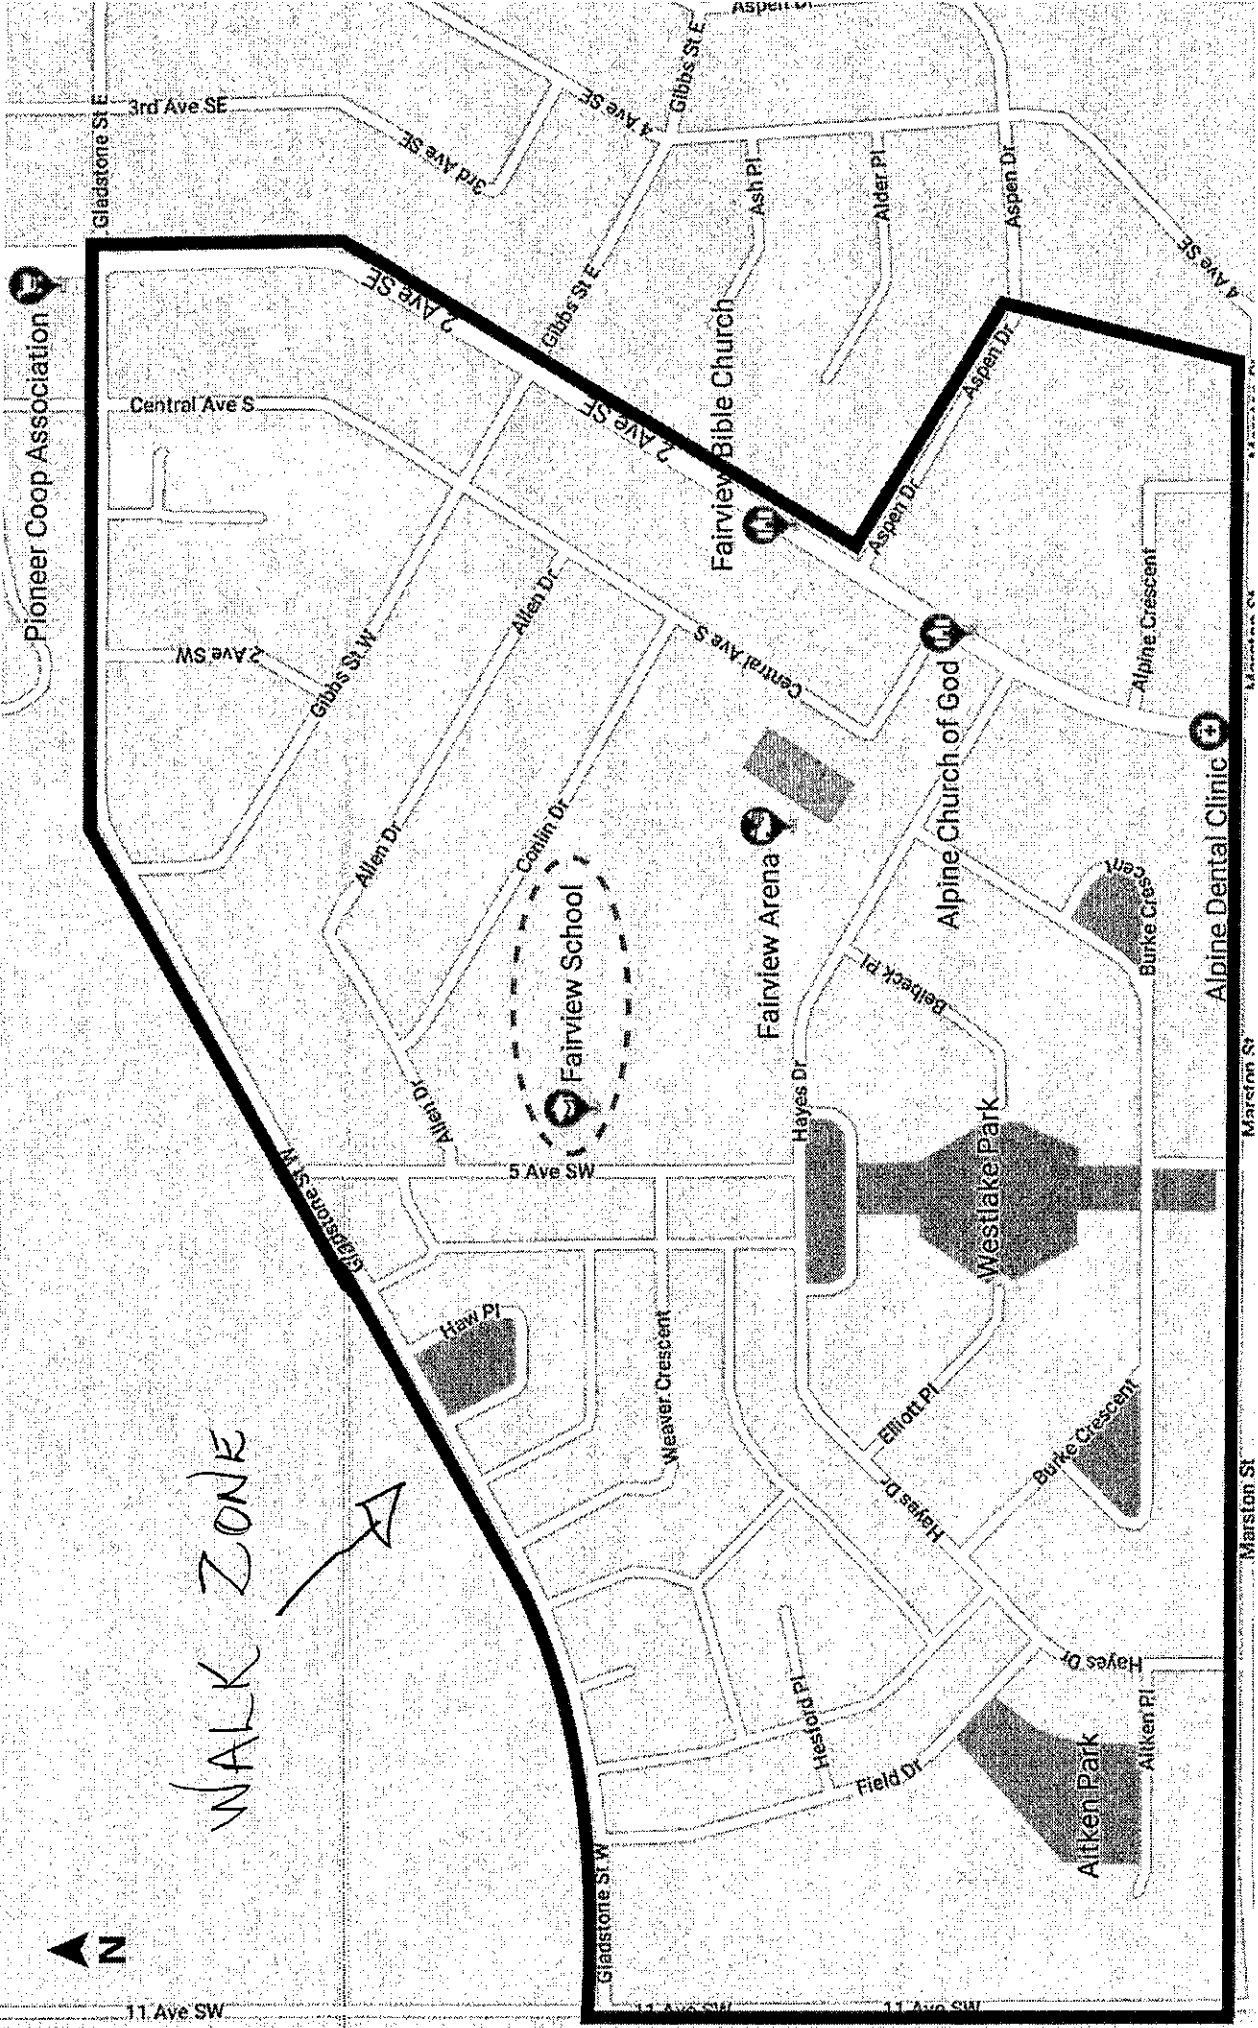 WALK ZONE
N
Pioneer Coop Association
Gladstone St E
3rd Ave SE
3rd Ave SE
4 Ave SE
Gibbs St E
Aspen Dr
Central Ave S
2 Ave SE
Gibbs St E
Ash Pl
Alder Pl
Aspen Dr
4 Ave SE
2 Ave SE
Fairview Bible Church
Aspen Dr
Aspen Dr
2 Ave SW
Gibbs St W
Allen Dr
Central Ave S
Alpine Crescent
Marston St
Allen Dr
Conlin Dr
Fairview School
Fairview Arena
Alpine Church of God
Alpine Dental Clinic
Burke Crescent
Belbeck Pl
Allen Dr
5 Ave SW
Hayes Dr
Westlake Park
Marston St
Gladstone St W
Haw Pl
Weaver Crescent
Elliott Pl
Hayes Dr
Burke Crescent
Marston St
Hesford Pl
Field Dr
Hayes Dr
Aitken Pl
Aitken Park
Gladstone St W
11 Ave SW
11 Ave SW
11 Ave SW